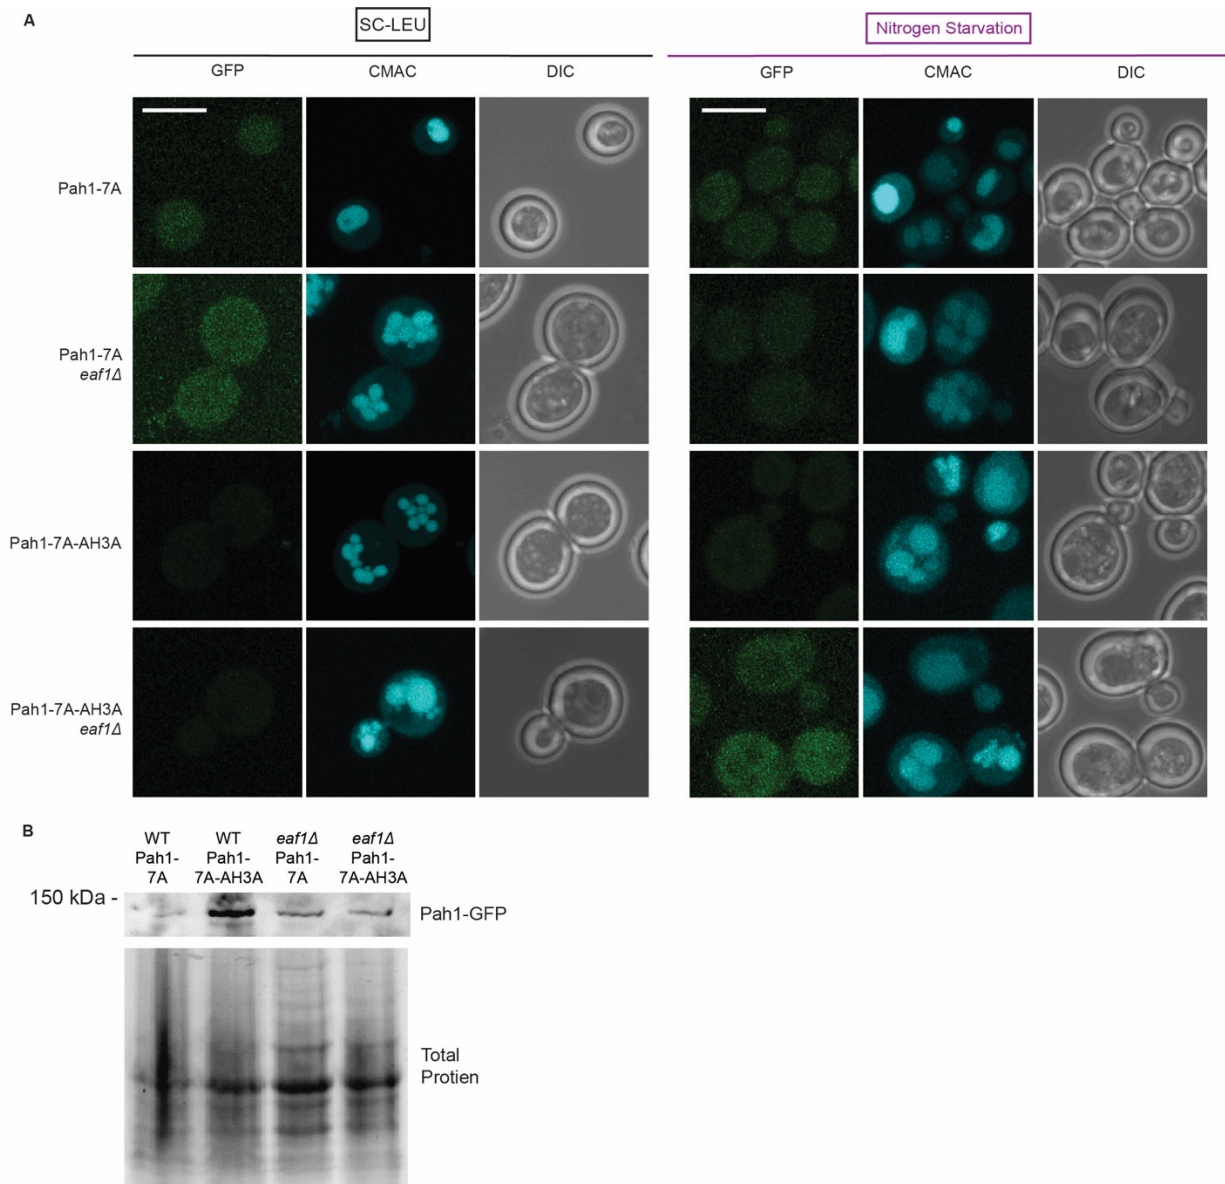 A
SC-LEU
Nitrogen Starvation
GFP
CMAC
DIC
GFP
CMAC
DIC
Pah1-7A
Pah1-7A
eaf1Δ
Pah1-7A-AH3A
Pah1-7A-AH3A
eaf1Δ
B
WT
Pah1-
7A
WT
Pah1-
7A-AH3A
eaf1Δ
Pah1-
7A
eaf1Δ
Pah1-
7A-AH3A
150 kDa -
Pah1-GFP
Total
Protien